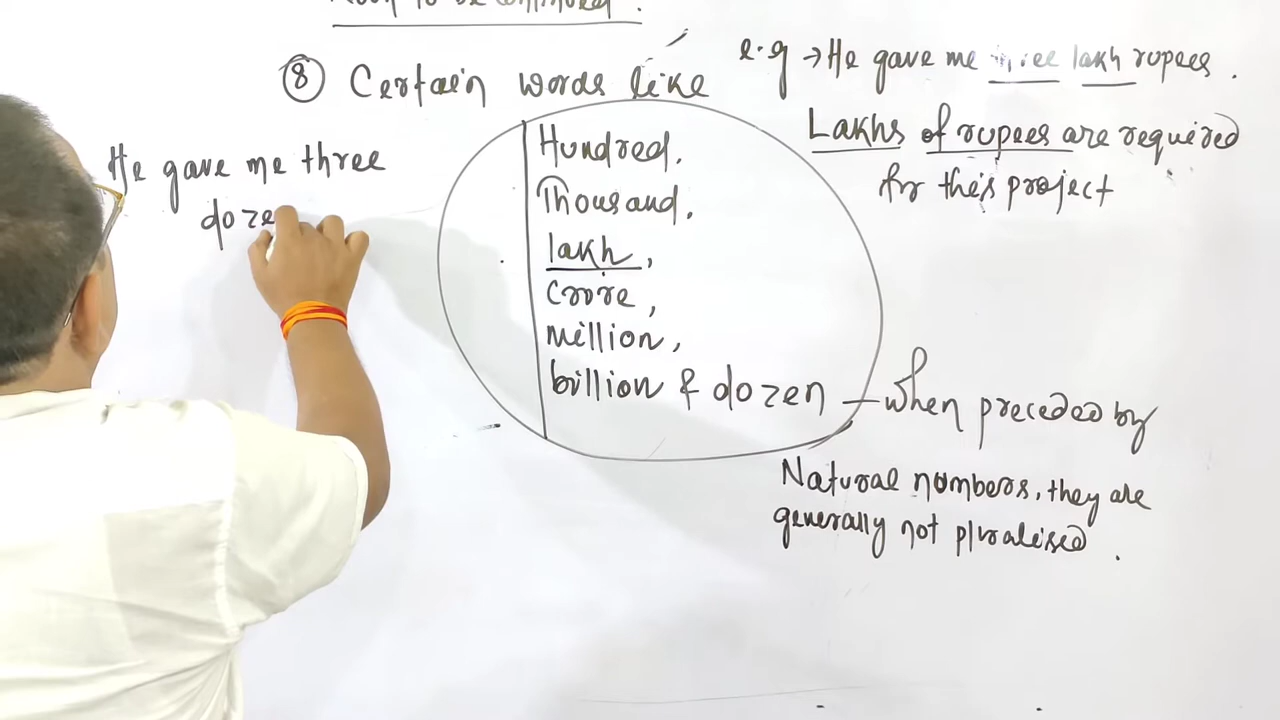 ⑧ Certain words like
Hundred,
Thousand,
lakh,
crore,
million,
billion & dozen — when preceded by
Natural numbers, they are
generally not pluralised.
e.g → He gave me three lakh rupees.
Lakhs of rupees are required
for this project
He gave me three
doze